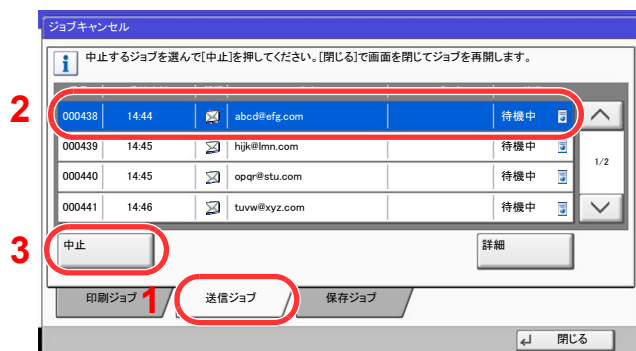 ジョブキャンセル
i 中止するジョブを選んで[中止]を押してください。[閉じる]で画面を閉じてジョブを再開します。
2
000438 14:44 abcd@efg.com 待機中
000439 14:45 hijk@lmn.com 待機中
1/2
000440 14:45 opqr@stu.com 待機中
000441 14:46 tuvw@xyz.com 待機中
3 中止 詳細
印刷ジョブ 1 送信ジョブ 保存ジョブ
閉じる